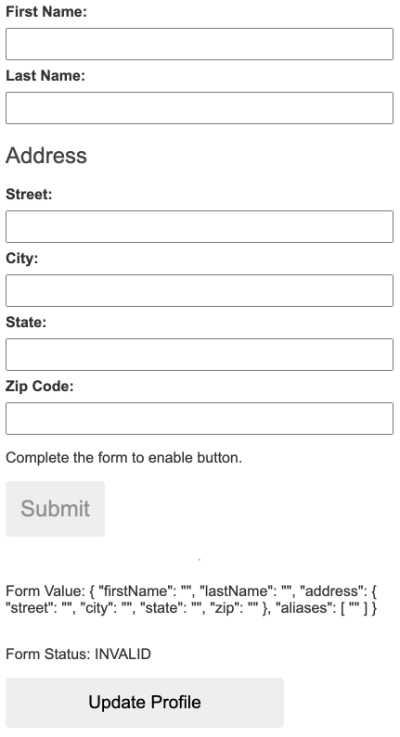 First Name:
Last Name:
Address
Street:
City:
State:
Zip Code:
Complete the form to enable button.
Submit
Form Value: { "firstName": "", "lastName": "", "address": {
"street": "", "city": "", "state": "", "zip": "" }, "aliases": [ "" ] }
Form Status: INVALID
Update Profile